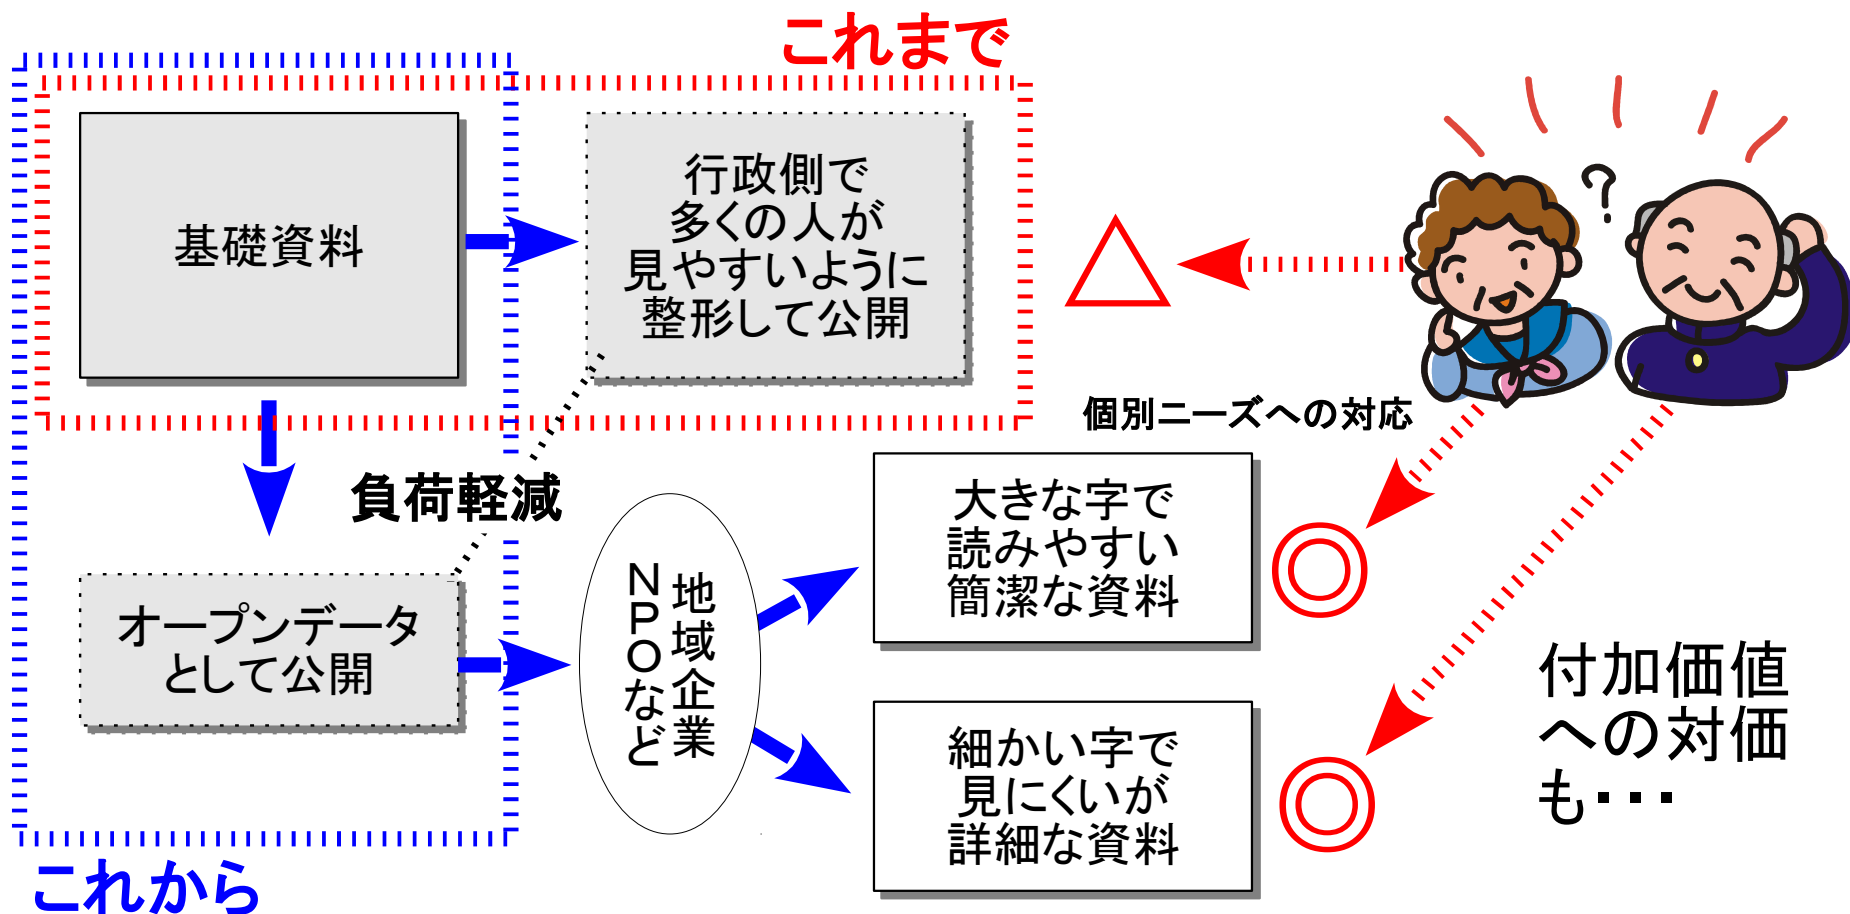 これまで
基礎資料
行政側で
多くの人が
見やすいように
整形して公開
?
個別ニーズへの対応
負荷軽減
オープンデータ
として公開
地域企業
NPOなど
大きな字で
読みやすい
簡潔な資料
細かい字で
見にくいが
詳細な資料
付加価値
への対価
も・・・
これから